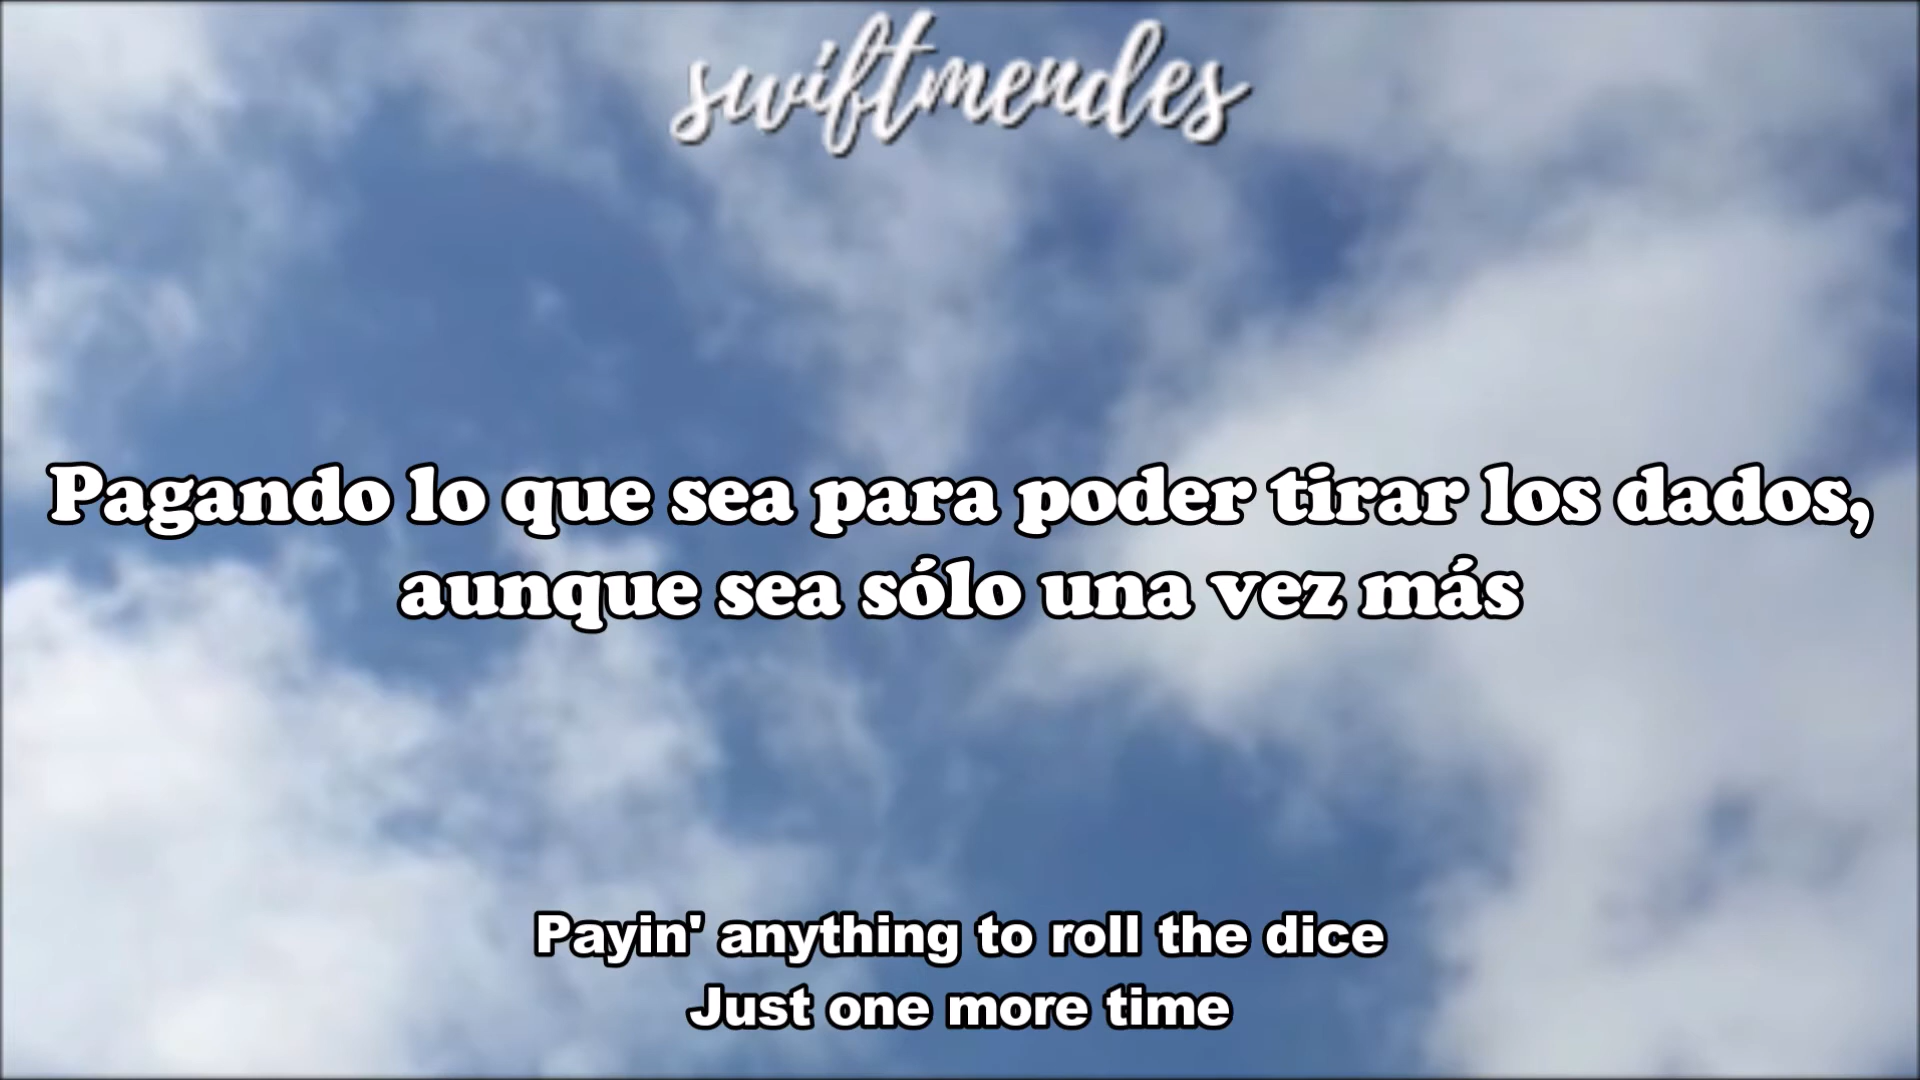 swiftmendes
Pagando lo que sea para poder tirar los dados,
aunque sea sólo una vez más
Payin' anything to roll the dice
Just one more time